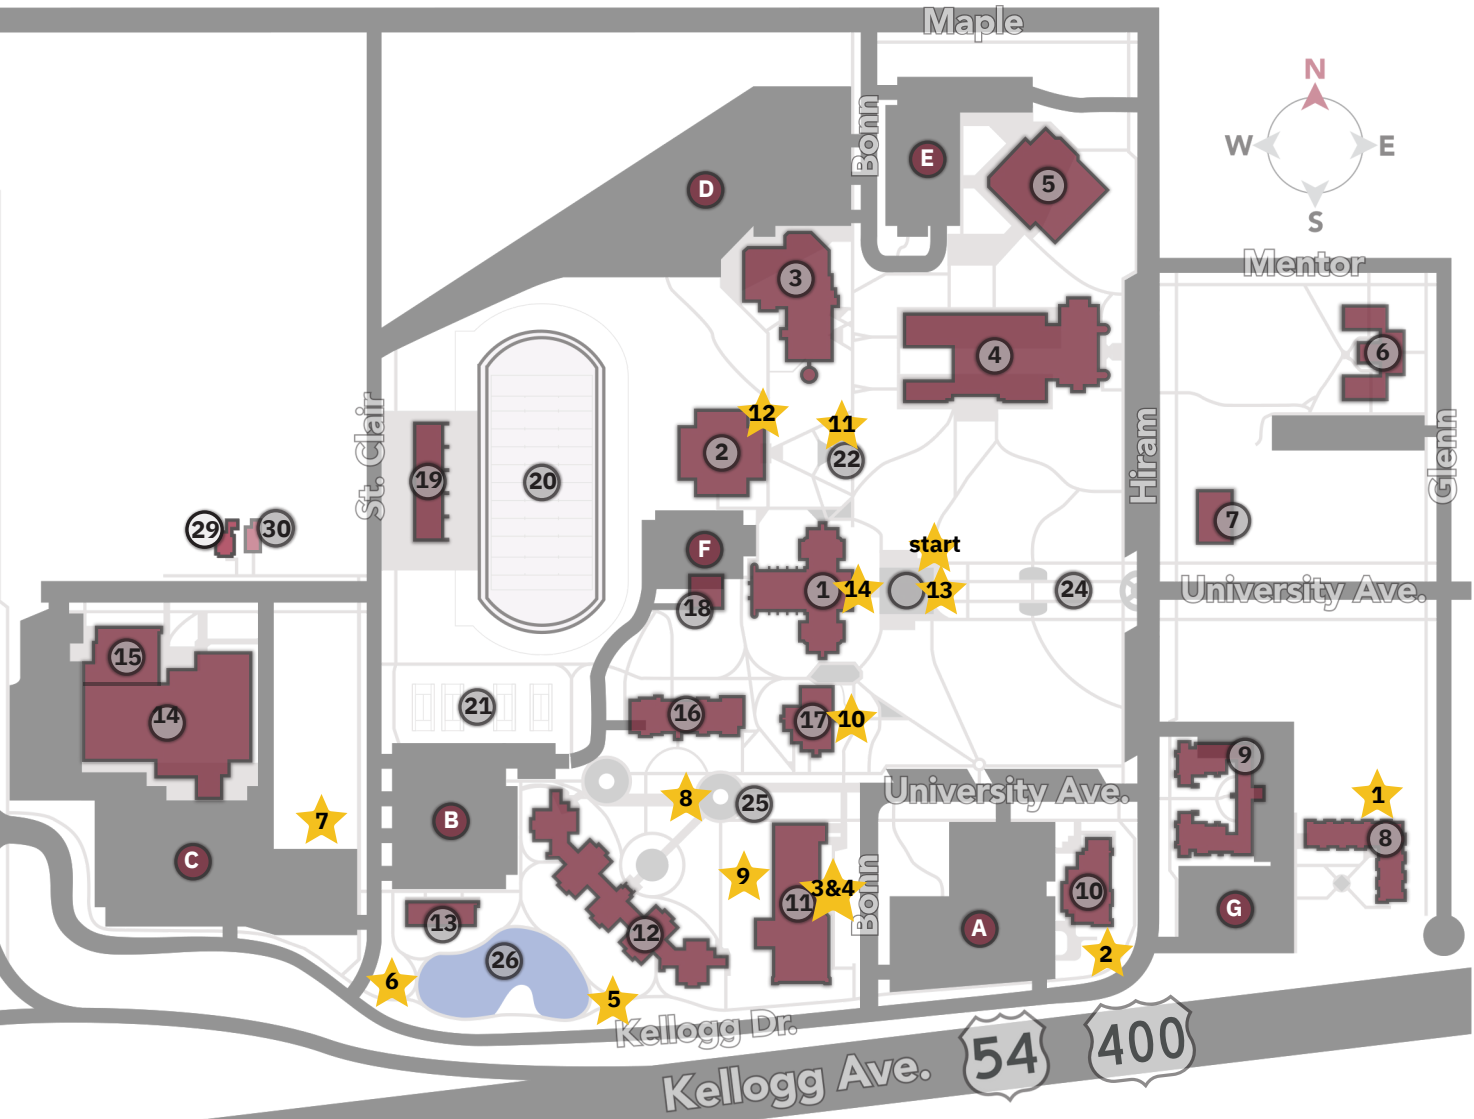 Maple
N
W E
S
Bonn
E
D
5
Mentor
3
4
6
St. Clair
12
11
2
22
Hiram
Glenn
19
20
7
29
30
F
start
18
1
14
13
24
University Ave.
15
14
21
16
17
10
9
University Ave.
8
25
1
7
B
8
C
9
3&4
11
Bonn
10
A
G
13
12
26
2
6
5
Kellogg Dr.
54
400
Kellogg Ave.